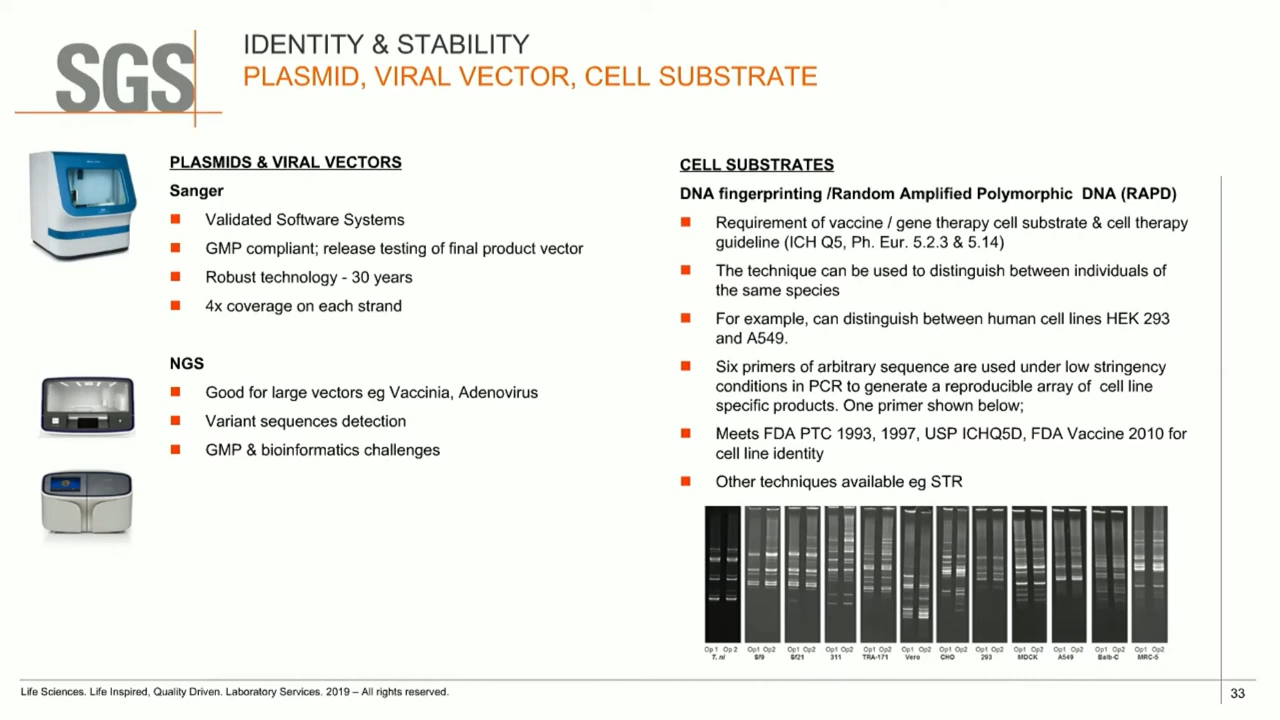 SGS
IDENTITY & STABILITY
PLASMID, VIRAL VECTOR, CELL SUBSTRATE
PLASMIDS & VIRAL VECTORS
Sanger
Validated Software Systems
GMP compliant; release testing of final product vector
Robust technology - 30 years
4x coverage on each strand
NGS
Good for large vectors eg Vaccinia, Adenovirus
Variant sequences detection
GMP & bioinformatics challenges
CELL SUBSTRATES
DNA fingerprinting /Random Amplified Polymorphic DNA (RAPD)
Requirement of vaccine / gene therapy cell substrate & cell therapy
guideline (ICH Q5, Ph. Eur. 5.2.3 & 5.14)
The technique can be used to distinguish between individuals of
the same species
For example, can distinguish between human cell lines HEK 293
and A549.
Six primers of arbitrary sequence are used under low stringency
conditions in PCR to generate a reproducible array of cell line
specific products. One primer shown below;
Meets FDA PTC 1993, 1997, USP ICHQ5D, FDA Vaccine 2010 for
cell line identity
Other techniques available eg STR
Op 1 Op 2 Op1 Op2 Op1 Op2 Op1 Op2 Op1 Op2 Op1 Op2 Op1 Op2 Op1 Op2 Op1 Op2 Op1 Op2 Op1 Op2 Op1 Op2
T. ni Sf9 Sf21 311 TRA-171 Vero CHO 293 MDCK A549 Balb-C MRC-5
Life Sciences. Life Inspired, Quality Driven. Laboratory Services. 2019 – All rights reserved.
33